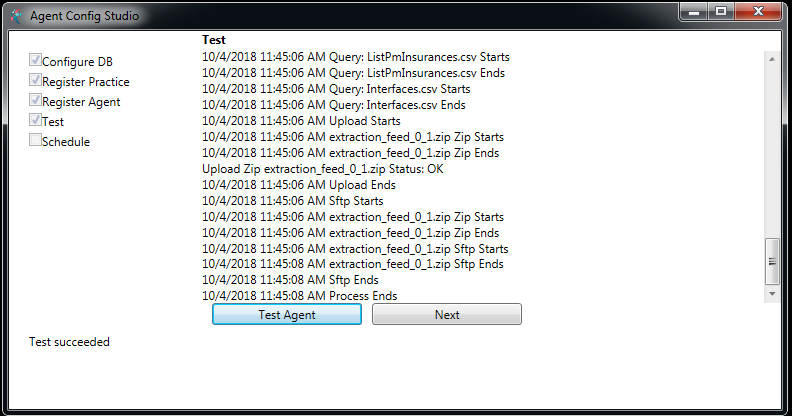 Agent Config Studio
Configure DB
Register Practice
Register Agent
Test
Schedule
Test
10/4/2018 11:45:06 AM Query: ListPmInsurances.csv Starts
10/4/2018 11:45:06 AM Query: ListPmInsurances.csv Ends
10/4/2018 11:45:06 AM Query: Interfaces.csv Starts
10/4/2018 11:45:06 AM Query: Interfaces.csv Ends
10/4/2018 11:45:06 AM Upload Starts
10/4/2018 11:45:06 AM extraction_feed_0_1.zip Zip Starts
10/4/2018 11:45:06 AM extraction_feed_0_1.zip Zip Ends
Upload Zip extraction_feed_0_1.zip Status: OK
10/4/2018 11:45:06 AM Upload Ends
10/4/2018 11:45:06 AM Sftp Starts
10/4/2018 11:45:06 AM extraction_feed_0_1.zip Zip Starts
10/4/2018 11:45:06 AM extraction_feed_0_1.zip Zip Ends
10/4/2018 11:45:06 AM extraction_feed_0_1.zip Sftp Starts
10/4/2018 11:45:08 AM extraction_feed_0_1.zip Sftp Ends
10/4/2018 11:45:08 AM Sftp Ends
10/4/2018 11:45:08 AM Process Ends
Test Agent
Next
Test succeeded